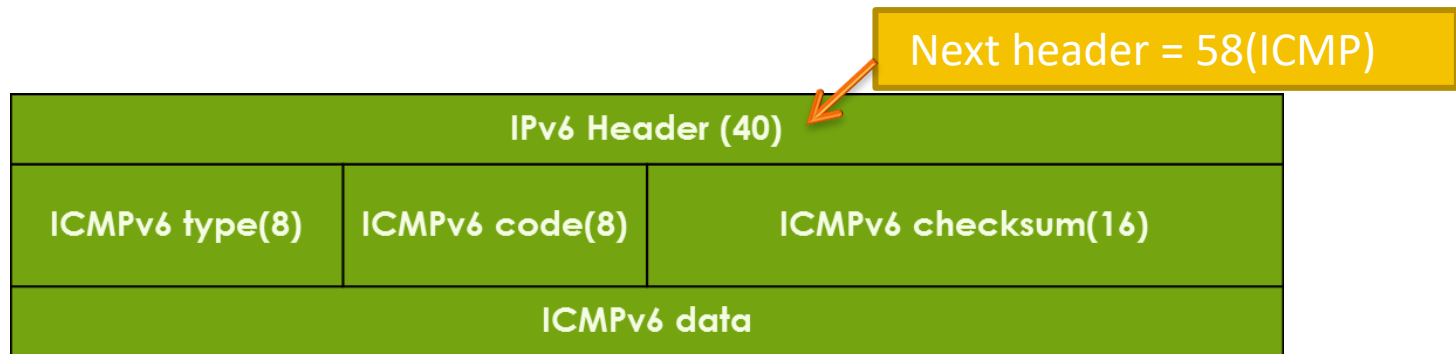 Next header = 58(ICMP)
IPv6 Header (40)
ICMPv6 type(8) ICMPv6 code(8) ICMPv6 checksum(16)
ICMPv6 data